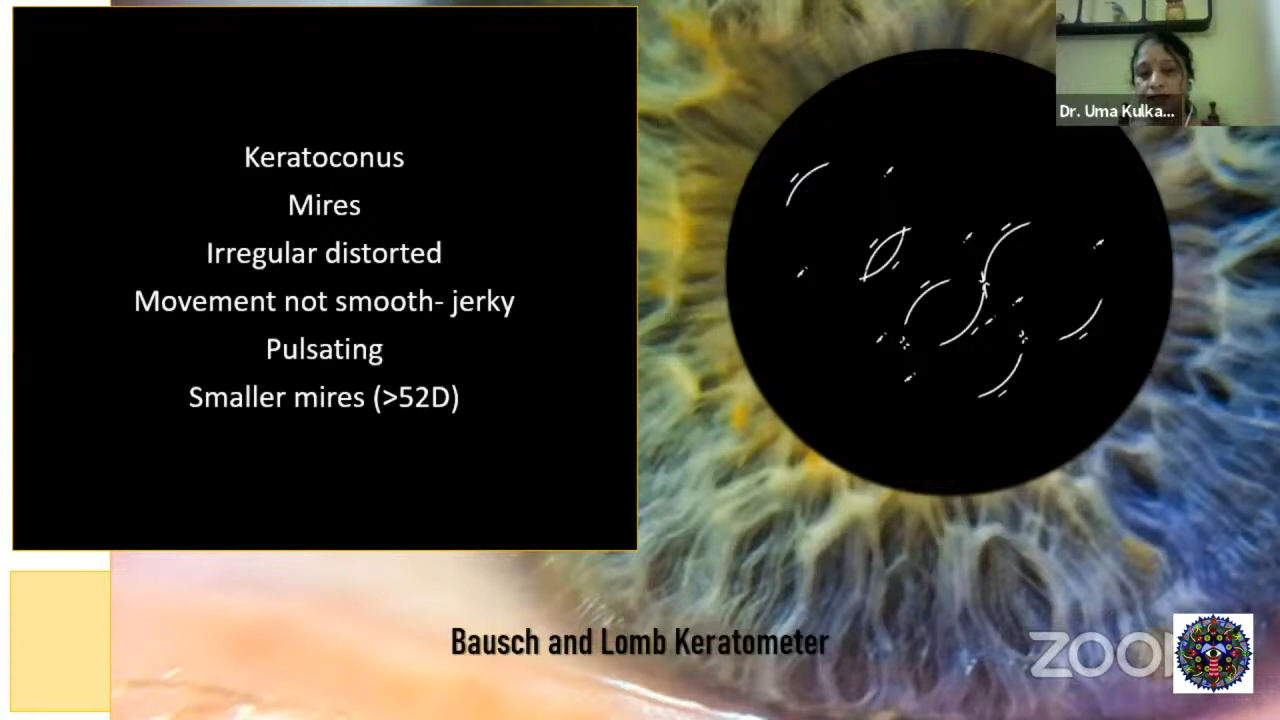 Dr. Uma Kulka...
Keratoconus
Mires
Irregular distorted
Movement not smooth- jerky
Pulsating
Smaller mires (>52D)
Bausch and Lomb Keratometer
ZOO